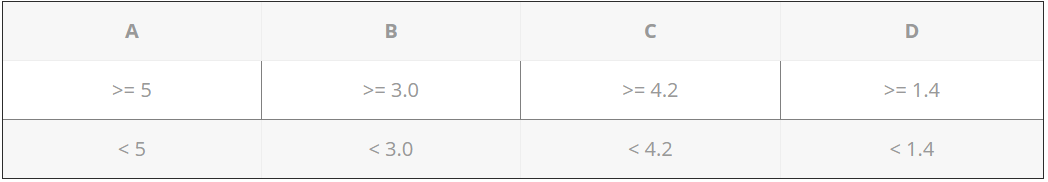 A B C D
>= 5 >= 3.0 >= 4.2 >= 1.4
< 5 < 3.0 < 4.2 < 1.4